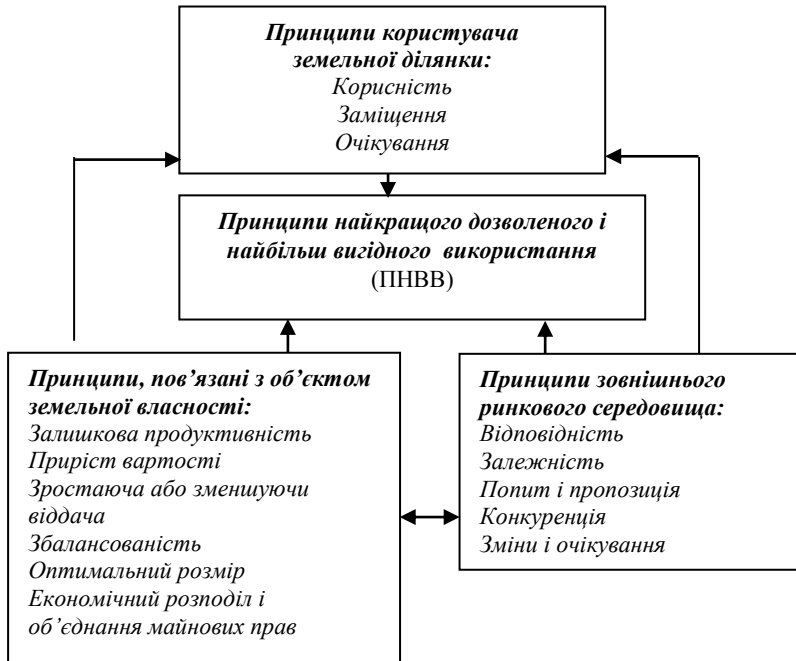 Принципи користувача
земельної ділянки:
Корисність
Заміщення
Очікування
Принципи найкращого дозволеного і
найбільш вигідного використання
(ПНВВ)
Принципи, пов’язані з об’єктом
земельної власності:
Залишкова продуктивність
Приріст вартості
Зростаюча або зменшуючи
віддача
Збалансованість
Оптимальний розмір
Економічний розподіл і
об’єднання майнових прав
Принципи зовнішнього
ринкового середовища:
Відповідність
Залежність
Попит і пропозиція
Конкуренція
Зміни і очікування